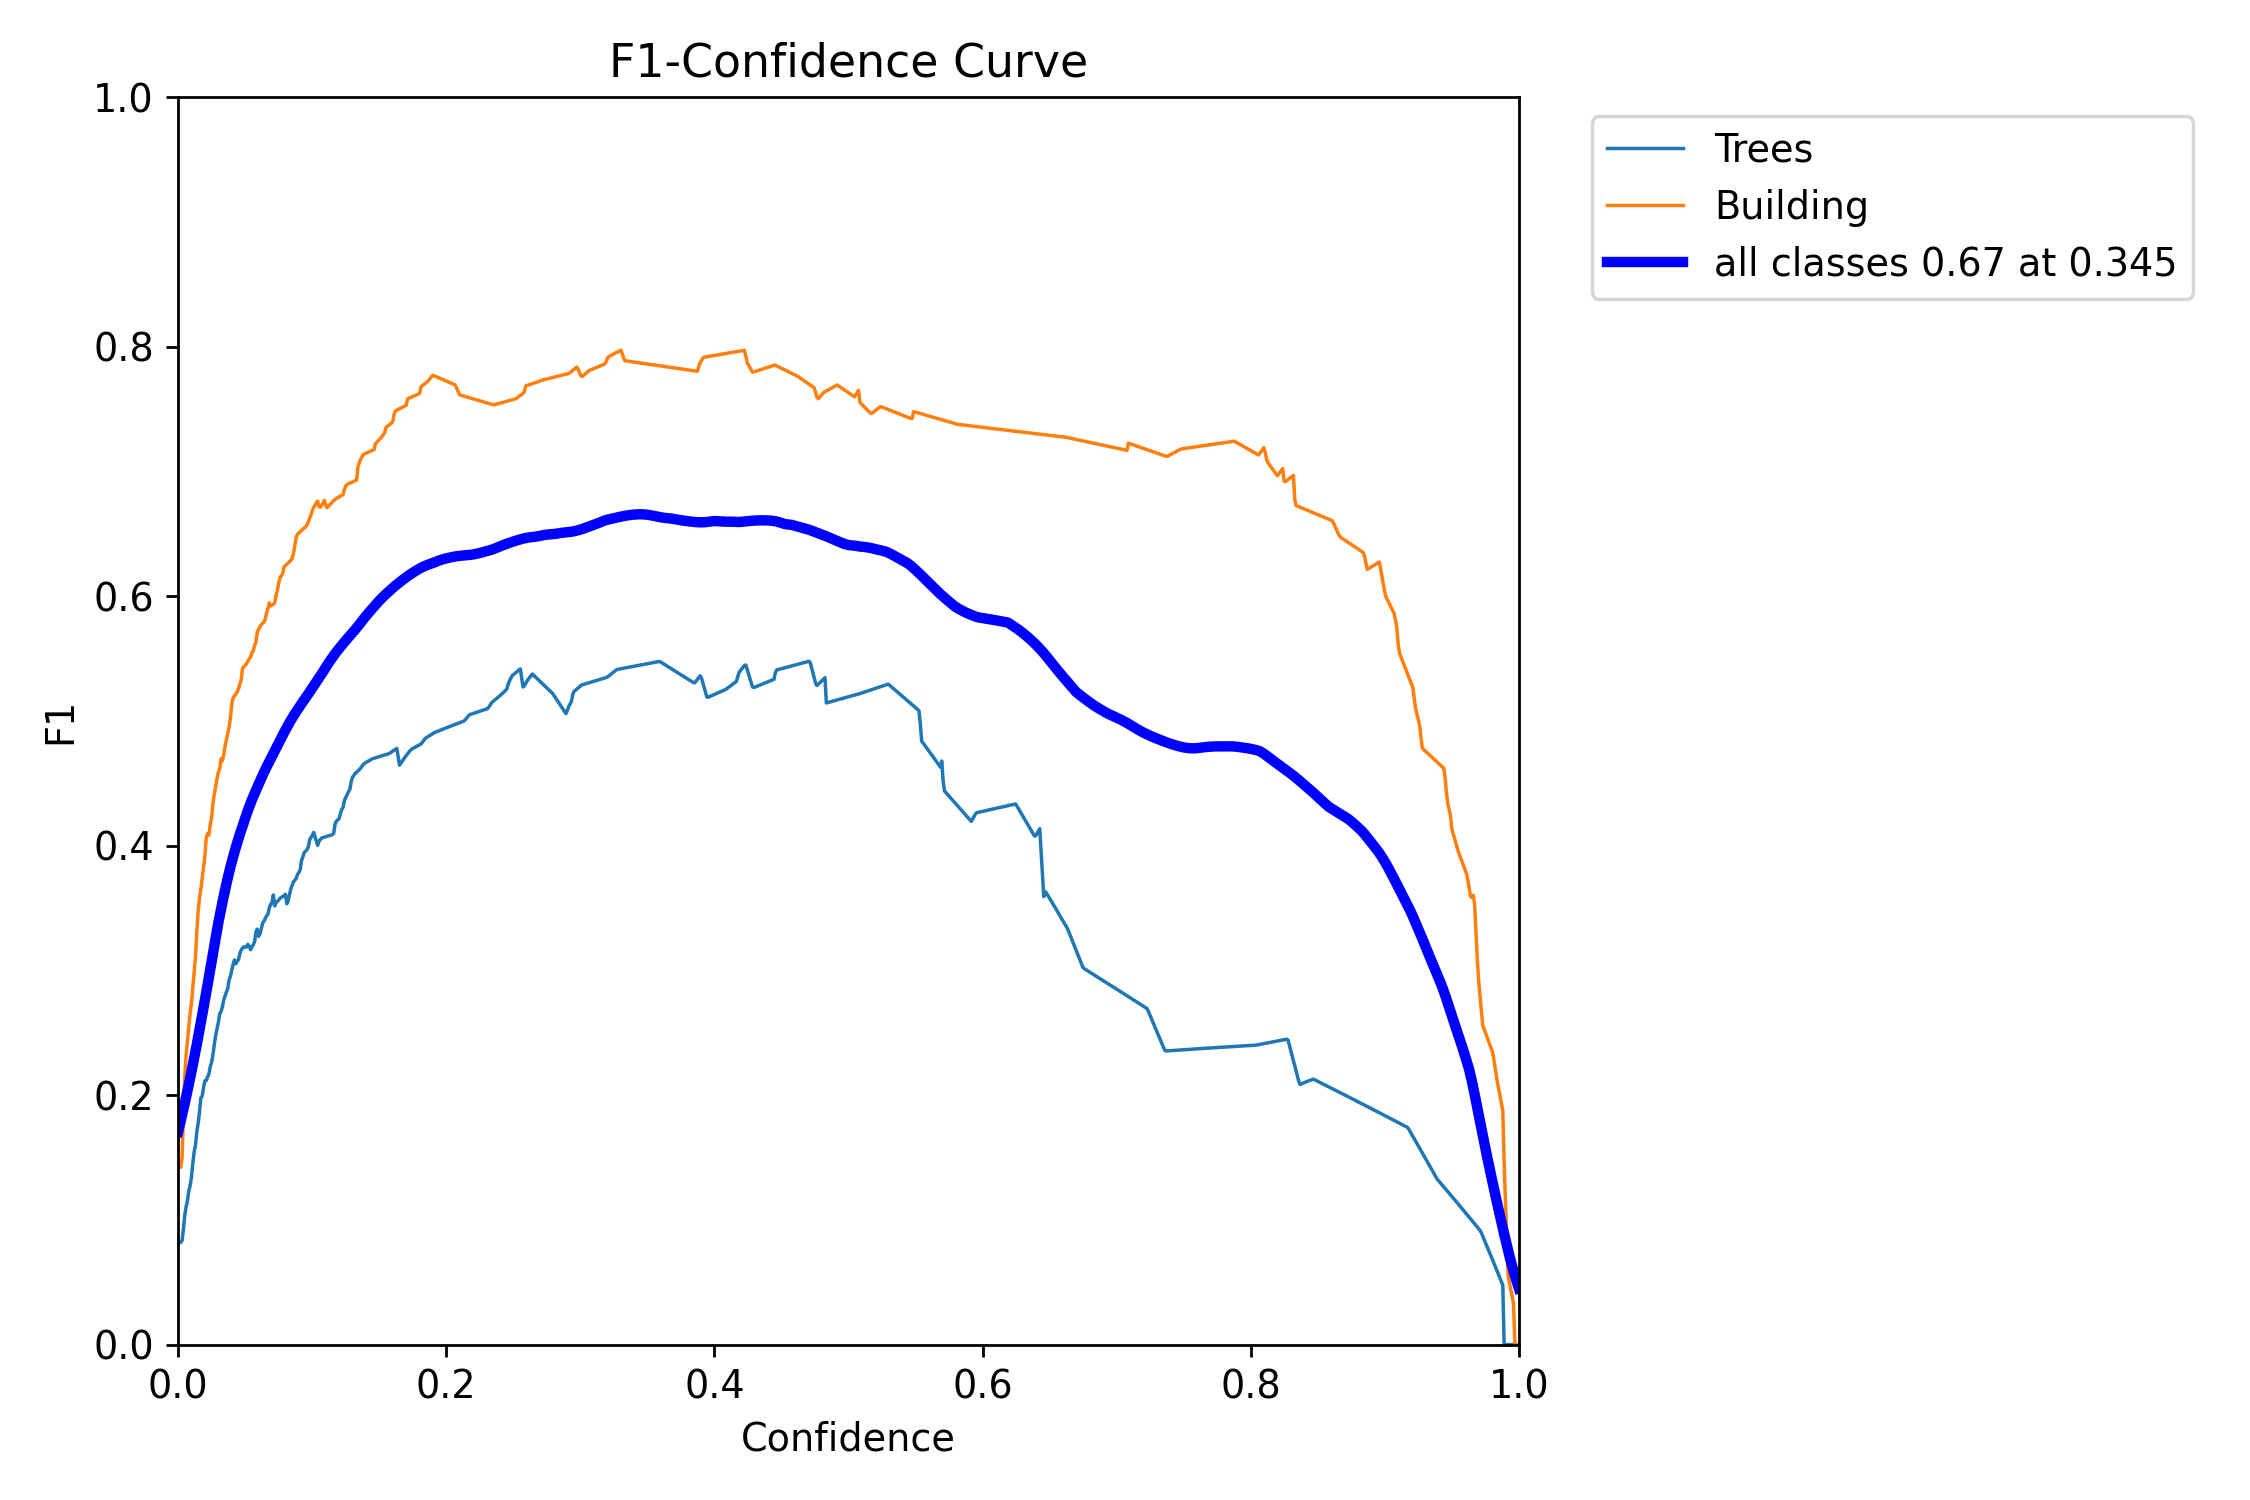 F1-Confidence Curve
1.0
0.8
0.6
0.4
0.2
0.0
F1
0.0 0.2 0.4 0.6 0.8 1.0
Confidence
Trees
Building
all classes 0.67 at 0.345